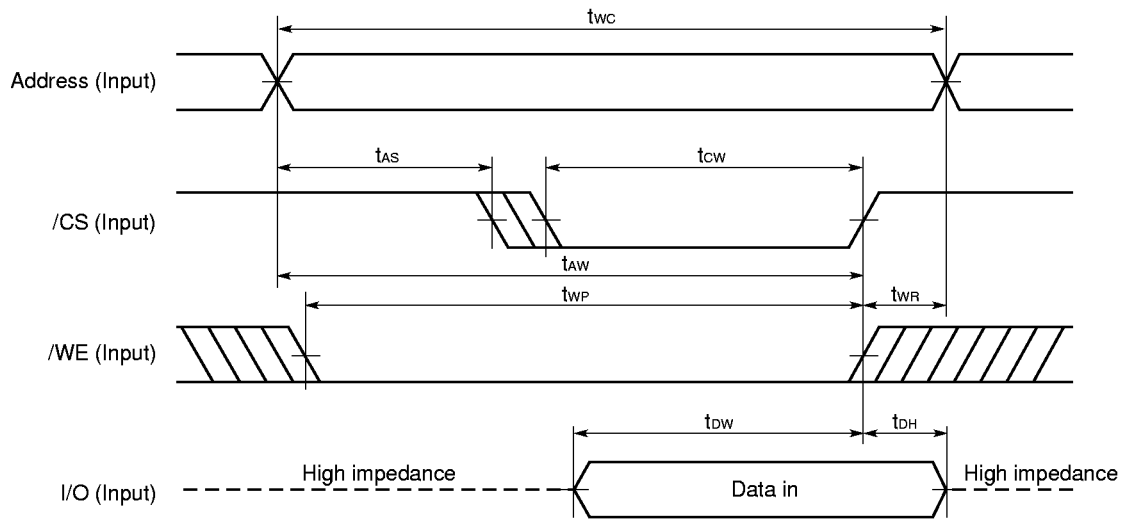 tWC
Address (Input)
tAS
tCW
/CS (Input)
tAW
tWP
tWR
/WE (Input)
tDW
tDH
High impedance
Data in
High impedance
I/O (Input)